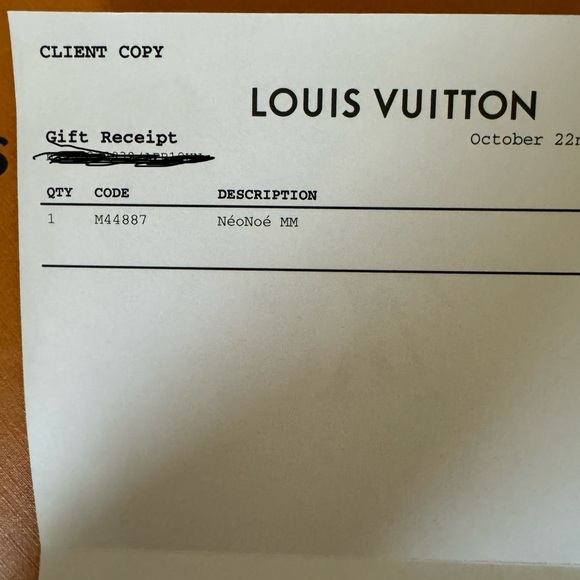 CLIENT COPY
LOUIS VUITTON
Gift Receipt
October 22
QTY CODE DESCRIPTION
1 M44887 NéoNoé MM